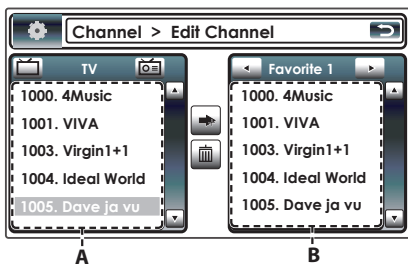 Channel > Edit Channel
TV
Favorite 1
1000. 4Music
1001. VIVA
1003. Virgin1+1
1004. Ideal World
1005. Dave ja vu
1000. 4Music
1001. VIVA
1003. Virgin1+1
1004. Ideal World
1005. Dave ja vu
A
B